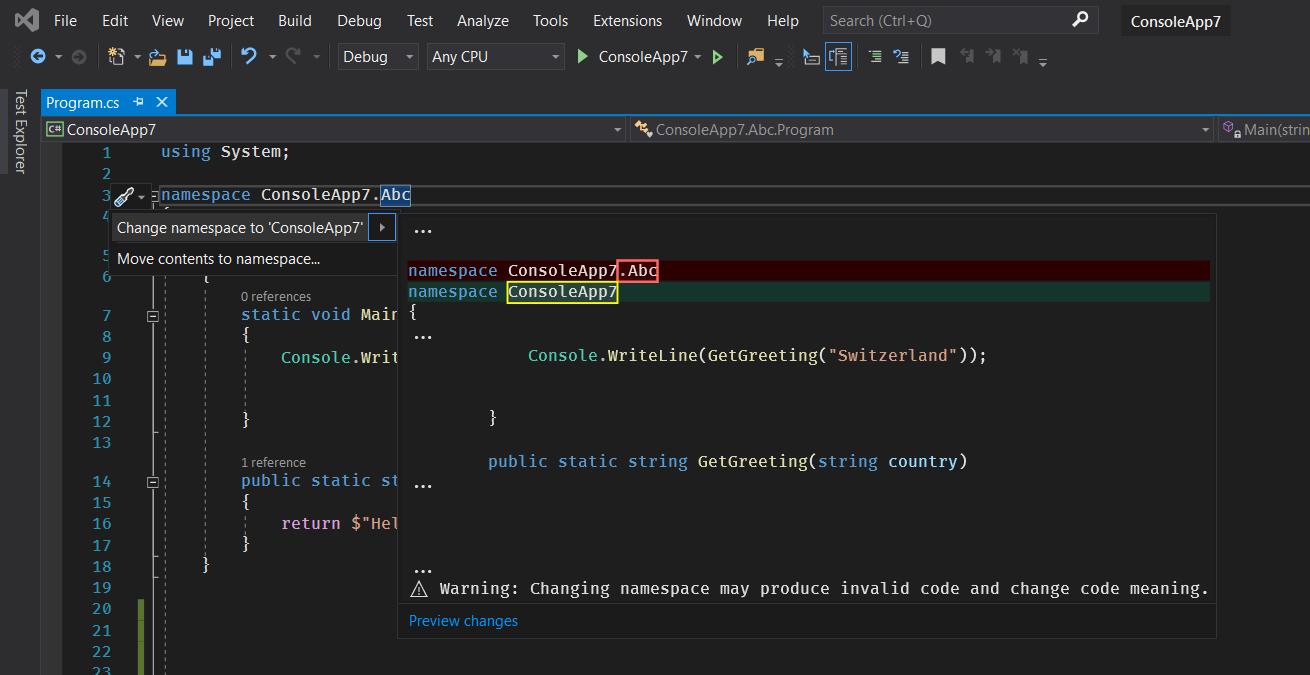 File Edit View Project Build Debug Test Analyze Tools Extensions Window Help Search (Ctrl+Q) ConsoleApp7
Debug Any CPU ConsoleApp7
Test Explorer
Program.cs
C# ConsoleApp7 ConsoleApp7.Abc.Program Main(strin
1 using System;
2
3 namespace ConsoleApp7.Abc
4
Change namespace to 'ConsoleApp7'
...
5
Move contents to namespace...
6 {
namespace ConsoleApp7.Abc
namespace ConsoleApp7
{
...
Console.WriteLine(GetGreeting("Switzerland"));
}
public static string GetGreeting(string country)
...
...
Warning: Changing namespace may produce invalid code and change code meaning.
Preview changes
0 references
7 static void Main
8 {
9 Console.Writ
10
11
12 }
13
1 reference
14 public static st
15 {
16 return $"Hel
17 }
18 }
19
20
21
22
23